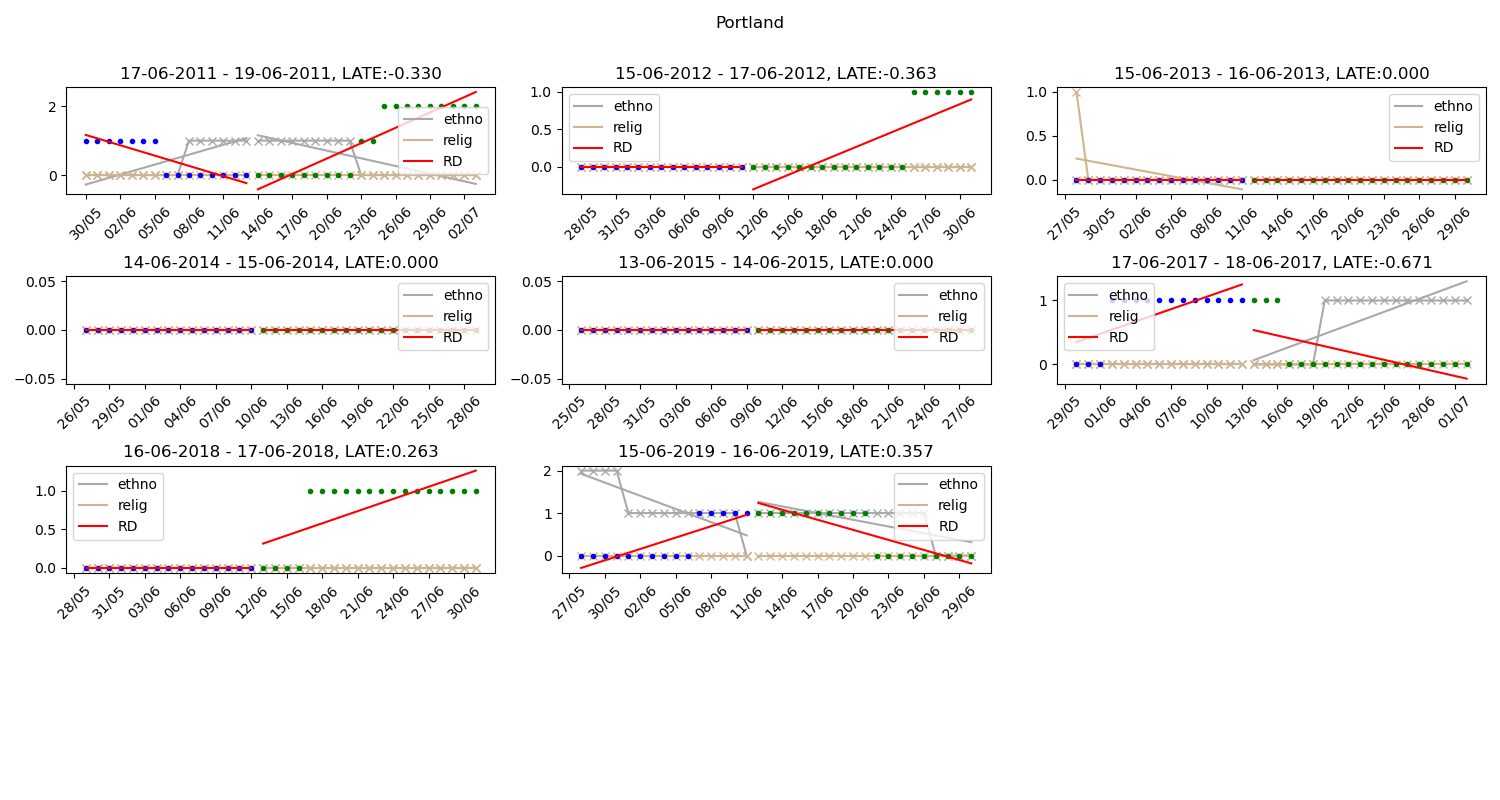 Portland
17-06-2011 - 19-06-2011, LATE:-0.330
2
0
ethno
relig
RD
30/05 02/06 05/06 08/06 11/06 14/06 17/06 20/06 23/06 26/06 29/06 02/07
15-06-2012 - 17-06-2012, LATE:-0.363
1.0
0.5
0.0
ethno
relig
RD
28/05 31/05 03/06 06/06 09/06 12/06 15/06 18/06 21/06 24/06 27/06 30/06
15-06-2013 - 16-06-2013, LATE:0.000
1.0
0.5
0.0
ethno
relig
RD
27/05 30/05 02/06 05/06 08/06 11/06 14/06 17/06 20/06 23/06 26/06 29/06
14-06-2014 - 15-06-2014, LATE:0.000
0.05
0.00
−0.05
ethno
relig
RD
26/05 29/05 01/06 04/06 07/06 10/06 13/06 16/06 19/06 22/06 25/06 28/06
13-06-2015 - 14-06-2015, LATE:0.000
0.05
0.00
−0.05
ethno
relig
RD
25/05 28/05 31/05 03/06 06/06 09/06 12/06 15/06 18/06 21/06 24/06 27/06
17-06-2017 - 18-06-2017, LATE:-0.671
1
0
ethno
relig
RD
29/05 01/06 04/06 07/06 10/06 13/06 16/06 19/06 22/06 25/06 28/06 01/07
16-06-2018 - 17-06-2018, LATE:0.263
1.0
0.5
0.0
ethno
relig
RD
28/05 31/05 03/06 06/06 09/06 12/06 15/06 18/06 21/06 24/06 27/06 30/06
15-06-2019 - 16-06-2019, LATE:0.357
2
1
0
ethno
relig
RD
27/05 30/05 02/06 05/06 08/06 11/06 14/06 17/06 20/06 23/06 26/06 29/06